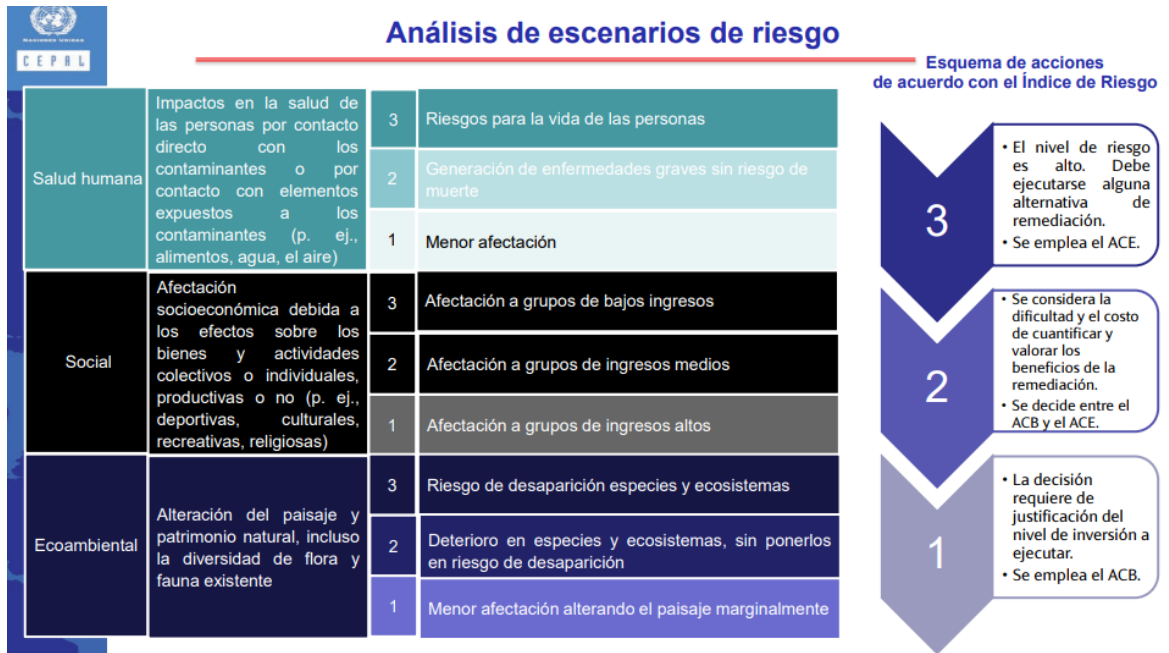 NACIONES UNIDAS
CEPAL
Análisis de escenarios de riesgo
Esquema de acciones
de acuerdo con el Índice de Riesgo
Salud humana
Impactos en la salud de
las personas por contacto
directo con los
contaminantes o por
contacto con elementos
expuestos a los
contaminantes (p. ej.,
alimentos, agua, el aire)
3
Riesgos para la vida de las personas
2
Generación de enfermedades graves sin riesgo de
muerte
1
Menor afectación
Social
Afectación
socioeconómica debida a
los efectos sobre los
bienes y actividades
colectivos o individuales,
productivas o no (p. ej.,
deportivas, culturales,
recreativas, religiosas)
3
Afectación a grupos de bajos ingresos
2
Afectación a grupos de ingresos medios
1
Afectación a grupos de ingresos altos
Ecoambiental
Alteración del paisaje y
patrimonio natural, incluso
la diversidad de flora y
fauna existente
3
Riesgo de desaparición especies y ecosistemas
2
Deterioro en especies y ecosistemas, sin ponerlos
en riesgo de desaparición
1
Menor afectación alterando el paisaje marginalmente
3
• El nivel de riesgo
es alto. Debe
ejecutarse alguna
alternativa de
remediación.
• Se emplea el ACE.
2
• Se considera la
dificultad y el costo
de cuantificar y
valorar los
beneficios de la
remediación.
• Se decide entre el
ACB y el ACE.
1
• La decisión
requiere de
justificación del
nivel de inversión a
ejecutar.
• Se emplea el ACB.